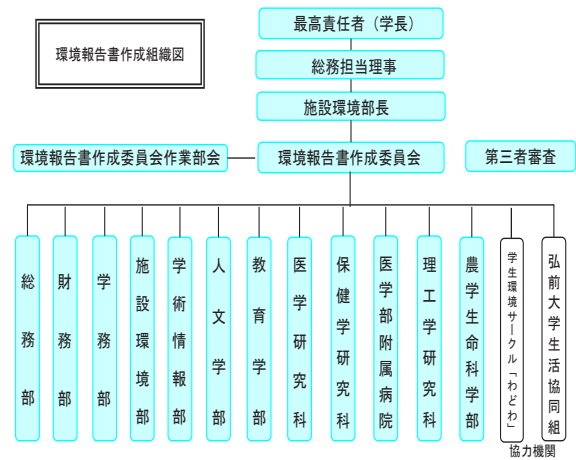 環境報告書作成組織図
最高責任者（学長）
総務担当理事
施設環境部長
環境報告書作成委員会作業部会
環境報告書作成委員会
第三者審査
総務部
財務部
学務部
施設環境部
学術情報部
人文学部
教育学部
医学研究科
保健学研究科
医学部附属病院
理工学研究科
農学生命科学部
学生環境サークル「わどわ」
弘前大学生活協同組
協力機関